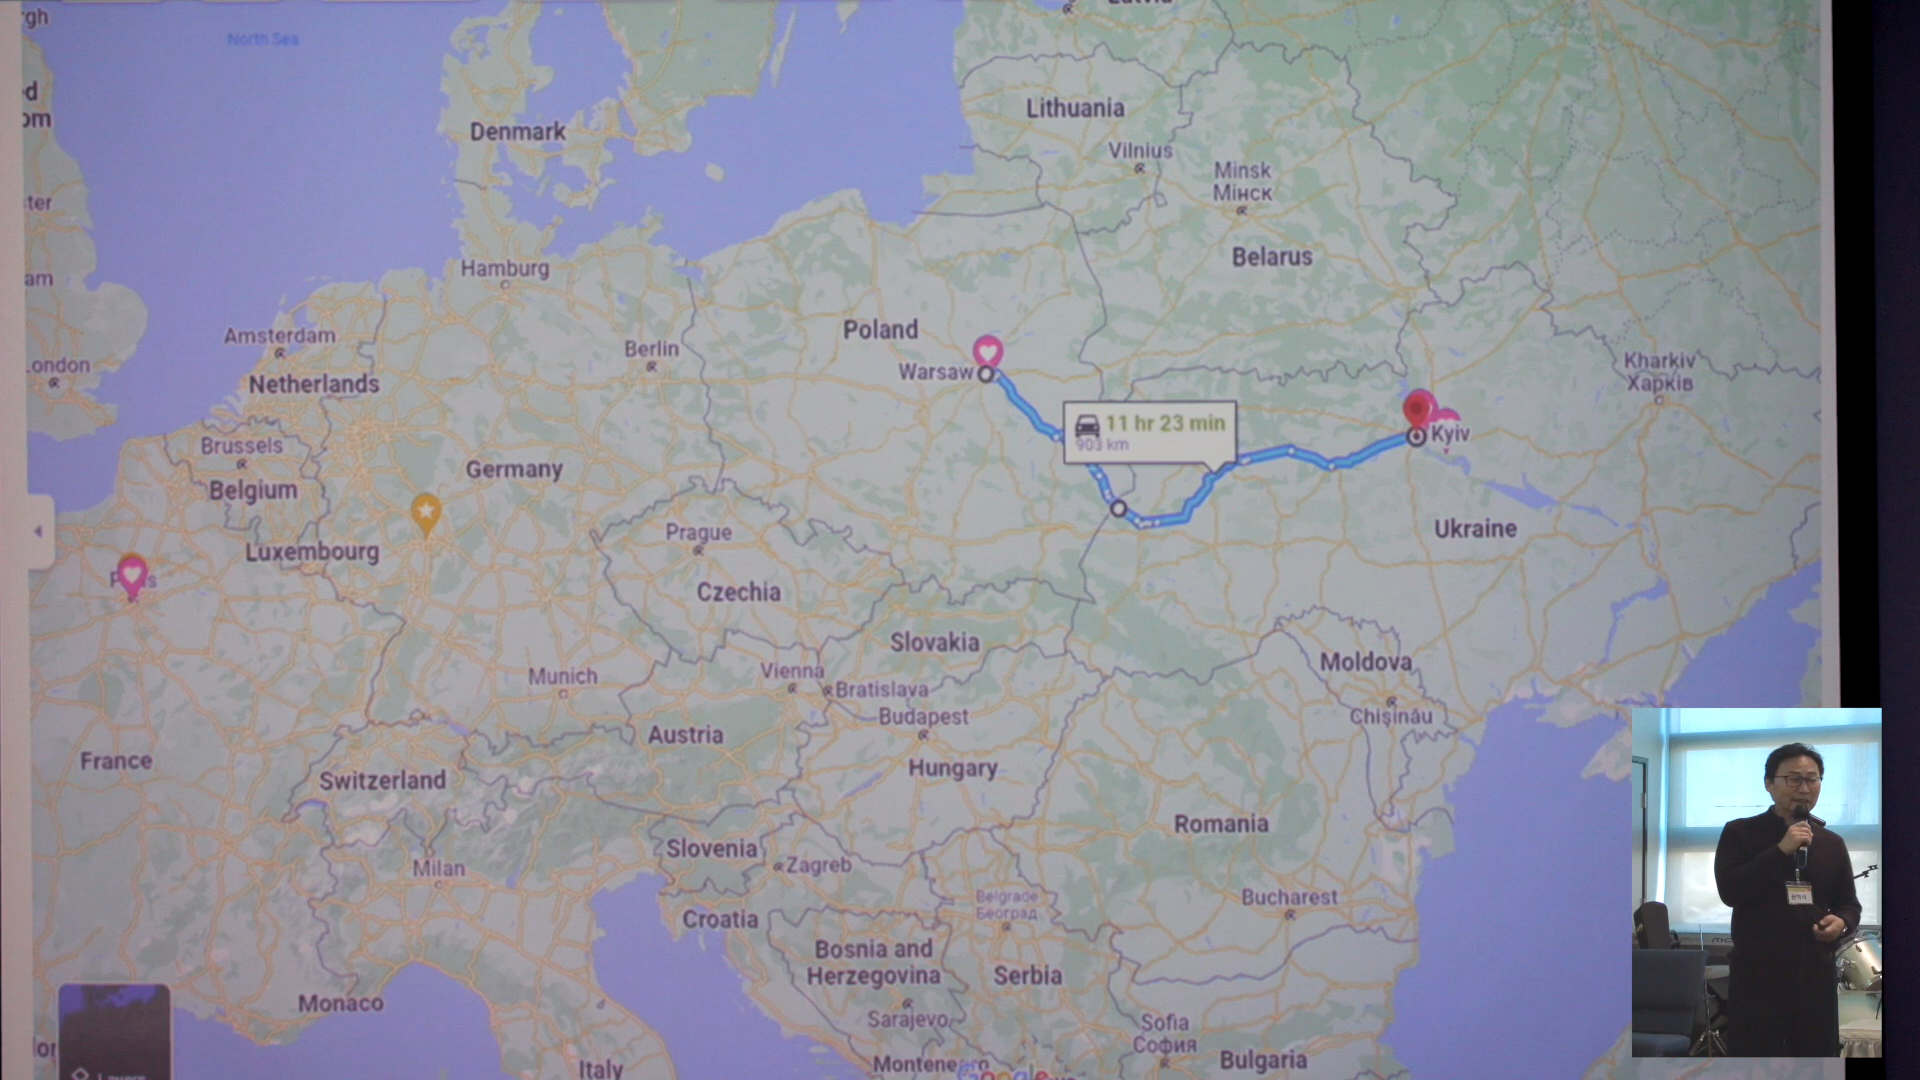 North Sea
Denmark
Lithuania
Vilnius
Minsk
Мінск
Belarus
Hamburg
Amsterdam
Netherlands
Berlin
Poland
Warsaw
11 hr 23 min
903 km
Kyiv
Kharkiv
Харків
London
Brussels
Belgium
Germany
Luxembourg
Prague
Czechia
Ukraine
Slovakia
Munich
Vienna
Bratislava
Budapest
Moldova
Chișinău
France
Switzerland
Austria
Hungary
Romania
Milan
Slovenia
Zagreb
Croatia
Belgrade
Београд
Bucharest
Bosnia and
Herzegovina
Serbia
Monaco
Sarajevo
Sofia
София
Bulgaria
Italy
Google
Layers